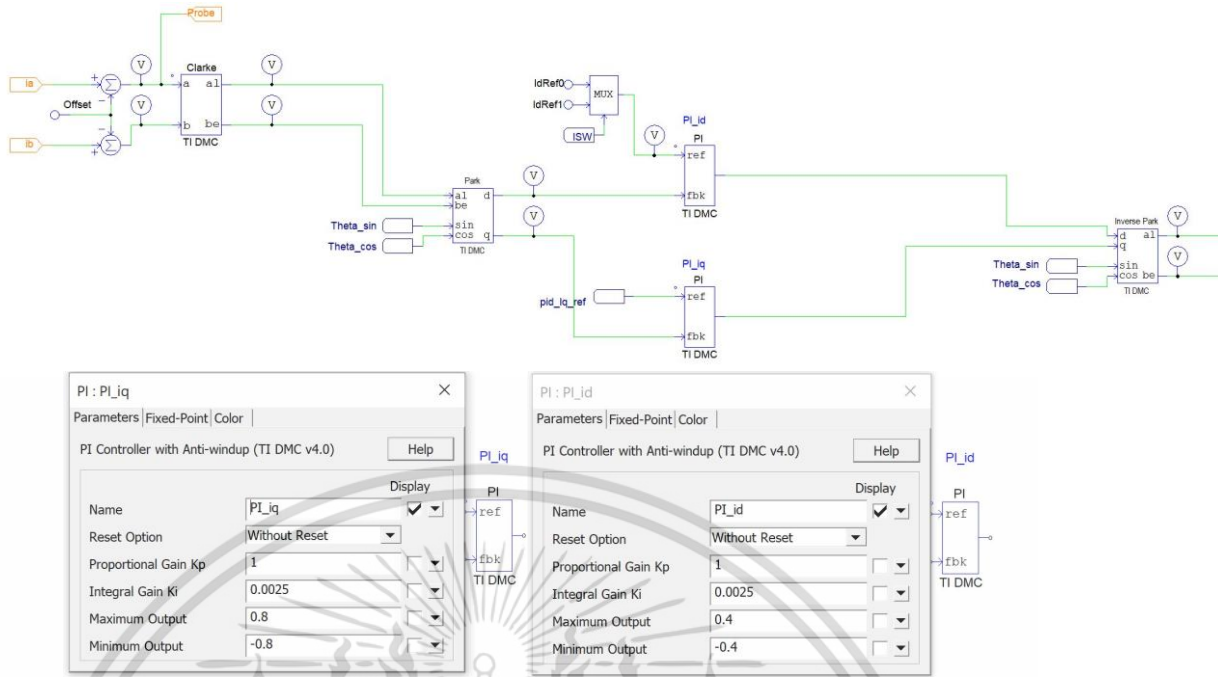 Probe
Ia
Offset
Ib
V
V
Clarke
a al
b be
TI DMC
V
V
Park
al d
be
sin
cos q
TI DMC
Theta_sin
Theta_cos
V
V
IdRef0
IdRef1
MUX
ISW
V
PI_id
PI
ref
fbk
TI DMC
pid_Iq_ref
PI_iq
PI
ref
fbk
TI DMC
Theta_sin
Theta_cos
Inverse Park
d al
q
sin
cos be
TI DMC
V
V
PI : PI_iq
Parameters Fixed-Point Color
PI Controller with Anti-windup (TI DMC v4.0) Help
Display
Name PI_iq
Reset Option Without Reset
Proportional Gain Kp 1
Integral Gain Ki 0.0025
Maximum Output 0.8
Minimum Output -0.8
PI_iq
PI
ref
fbk
TI DMC
PI : PI_id
Parameters Fixed-Point Color
PI Controller with Anti-windup (TI DMC v4.0) Help
Display
Name PI_id
Reset Option Without Reset
Proportional Gain Kp 1
Integral Gain Ki 0.0025
Maximum Output 0.4
Minimum Output -0.4
PI_id
PI
ref
fbk
TI DMC